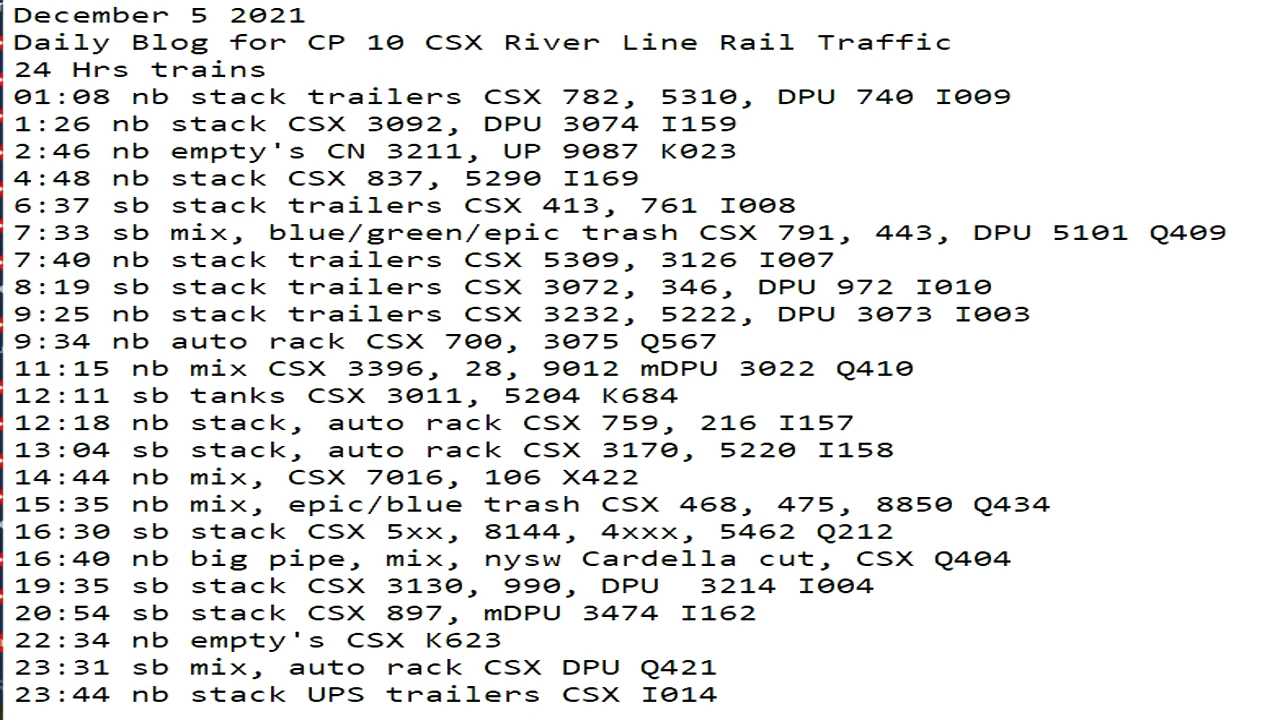 December 5 2021
Daily Blog for CP 10 CSX River Line Rail Traffic
24 Hrs trains
01:08 nb stack trailers CSX 782, 5310, DPU 740 I009
1:26 nb stack CSX 3092, DPU 3074 I159
2:46 nb empty's CN 3211, UP 9087 K023
4:48 nb stack CSX 837, 5290 I169
6:37 sb stack trailers CSX 413, 761 I008
7:33 sb mix, blue/green/epic trash CSX 791, 443, DPU 5101 Q409
7:40 nb stack trailers CSX 5309, 3126 I007
8:19 sb stack trailers CSX 3072, 346, DPU 972 I010
9:25 nb stack trailers CSX 3232, 5222, DPU 3073 I003
9:34 nb auto rack CSX 700, 3075 Q567
11:15 nb mix CSX 3396, 28, 9012 mDPU 3022 Q410
12:11 sb tanks CSX 3011, 5204 K684
12:18 nb stack, auto rack CSX 759, 216 I157
13:04 sb stack, auto rack CSX 3170, 5220 I158
14:44 nb mix, CSX 7016, 106 X422
15:35 nb mix, epic/blue trash CSX 468, 475, 8850 Q434
16:30 sb stack CSX 5xx, 8144, 4xxx, 5462 Q212
16:40 nb big pipe, mix, nysw Cardella cut, CSX Q404
19:35 sb stack CSX 3130, 990, DPU  3214 I004
20:54 sb stack CSX 897, mDPU 3474 I162
22:34 nb empty's CSX K623
23:31 sb mix, auto rack CSX DPU Q421
23:44 nb stack UPS trailers CSX I014